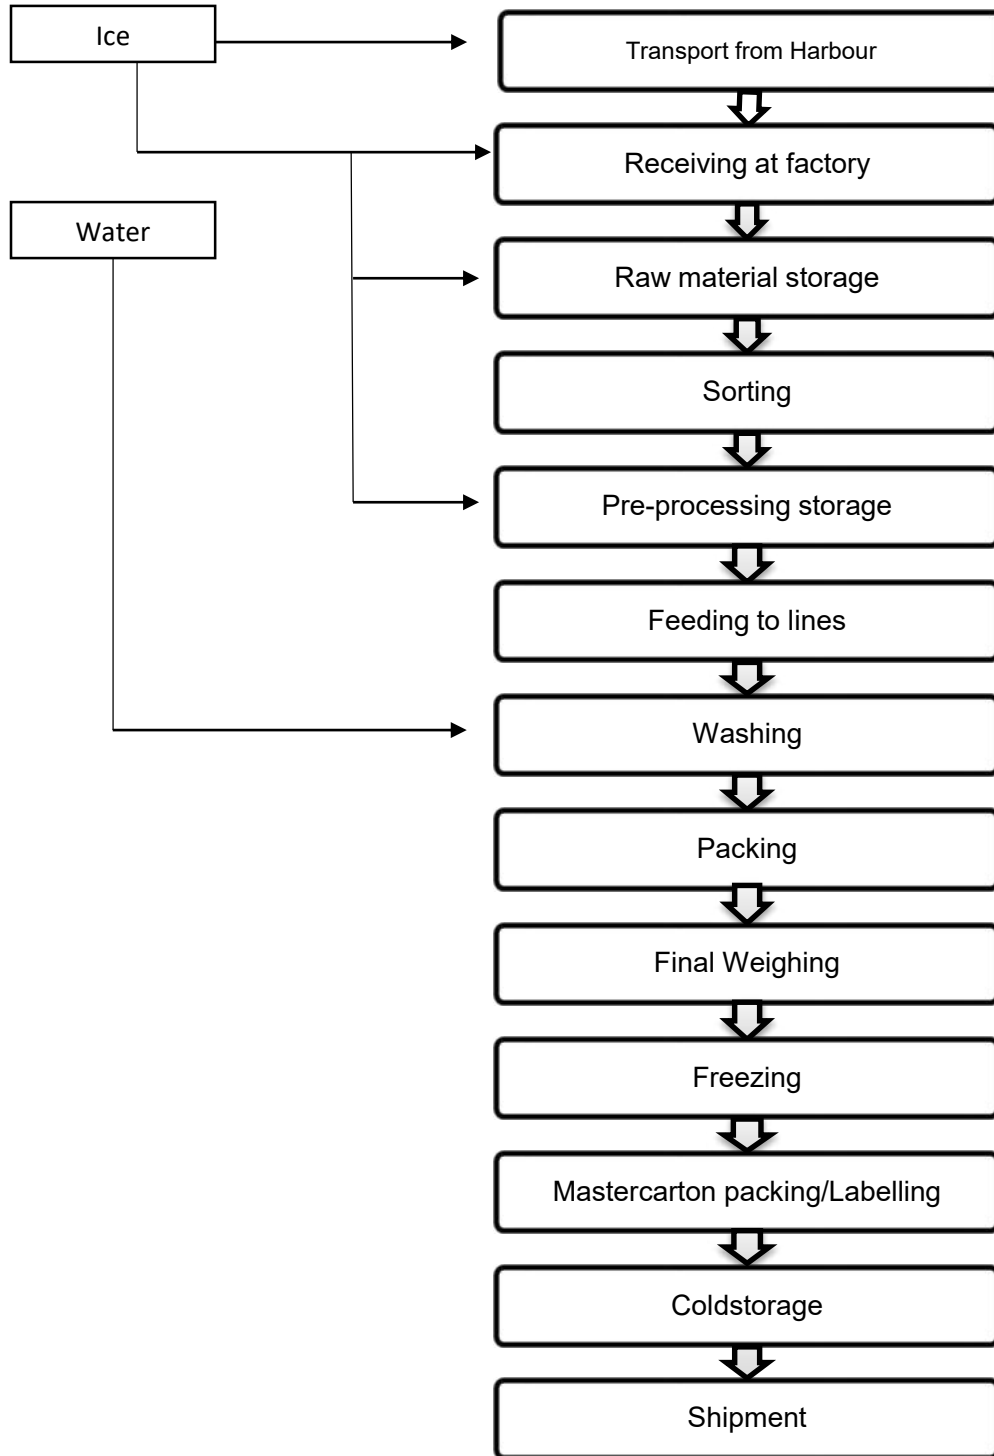 Ice
Transport from Harbour
Receiving at factory
Water
Raw material storage
Sorting
Pre-processing storage
Feeding to lines
Washing
Packing
Final Weighing
Freezing
Mastercarton packing/Labelling
Coldstorage
Shipment